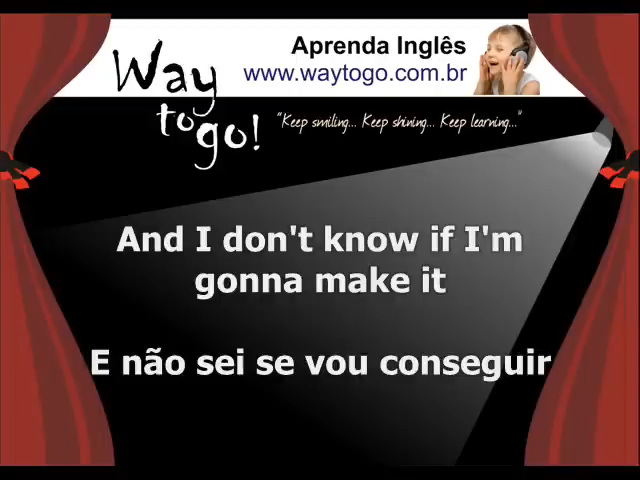 Way
to go!
Aprenda Inglês
www.waytogo.com.br
"Keep smiling... Keep shining... Keep learning..."
And I don't know if I'm
gonna make it
E não sei se vou conseguir